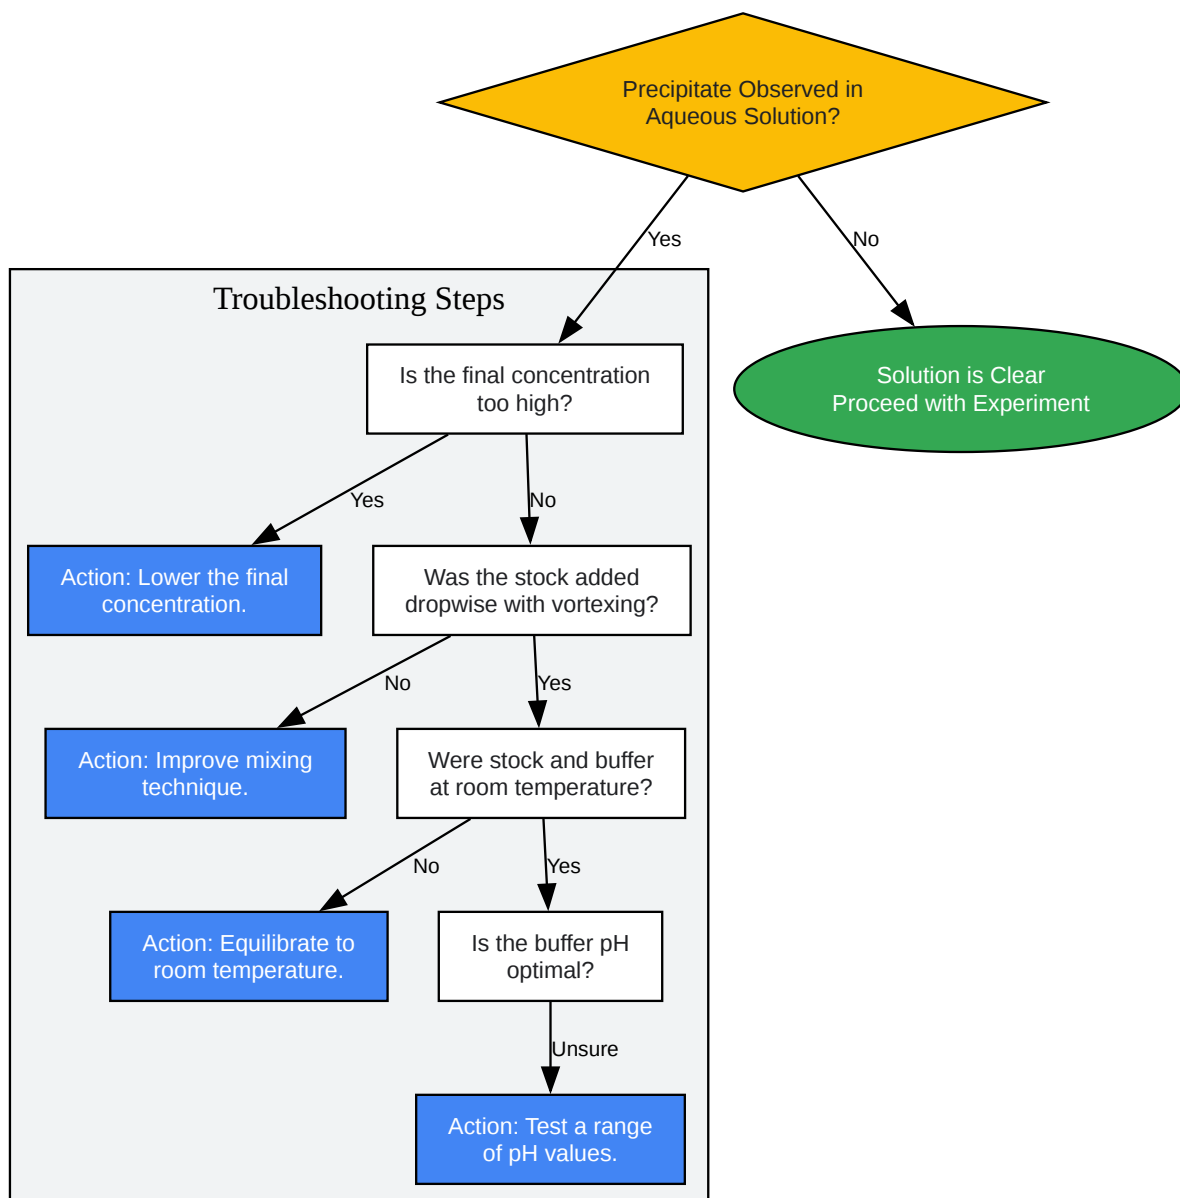 Precipitate Observed in
Aqueous Solution?
Yes
No
Troubleshooting Steps
Is the final concentration
too high?
Solution is Clear
Proceed with Experiment
Yes
No
Action: Lower the final
concentration.
Was the stock added
dropwise with vortexing?
No
Yes
Action: Improve mixing
technique.
Were stock and buffer
at room temperature?
No
Yes
Action: Equilibrate to
room temperature.
Is the buffer pH
optimal?
Unsure
Action: Test a range
of pH values.